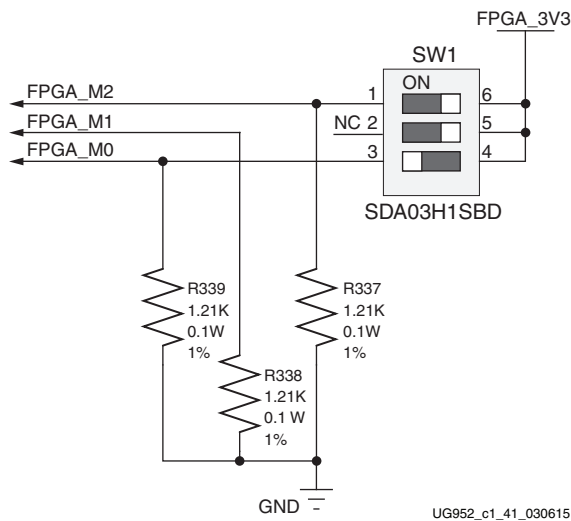 FPGA_3V3
SW1
ON
FPGA_M2
1
6
FPGA_M1
NC 2
5
FPGA_M0
3
4
SDA03H1SBD
R339
1.21K
0.1W
1%
R337
1.21K
0.1W
1%
R338
1.21K
0.1 W
1%
GND
UG952_c1_41_030615